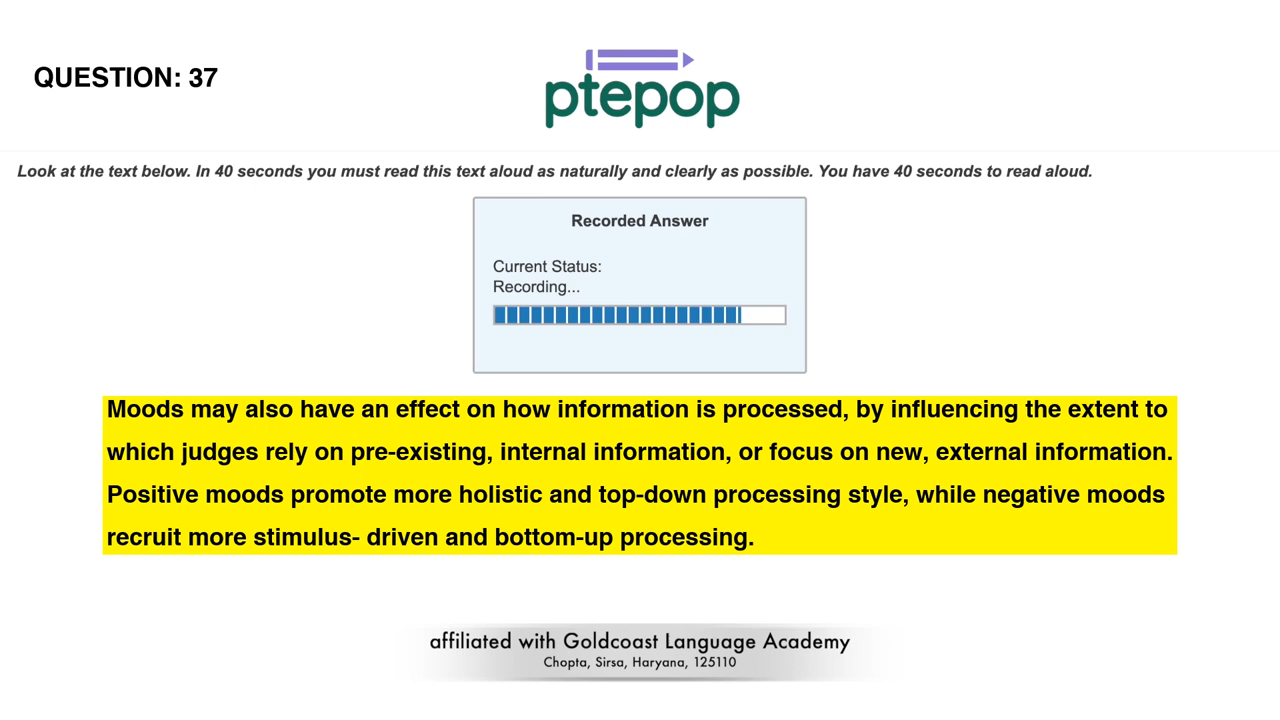 QUESTION: 37
ptepop
Look at the text below. In 40 seconds you must read this text aloud as naturally and clearly as possible. You have 40 seconds to read aloud.
Recorded Answer
Current Status:
Recording...
Moods may also have an effect on how information is processed, by influencing the extent to
which judges rely on pre-existing, internal information, or focus on new, external information.
Positive moods promote more holistic and top-down processing style, while negative moods
recruit more stimulus- driven and bottom-up processing.
affiliated with Goldcoast Language Academy
Chopta, Sirsa, Haryana, 125110